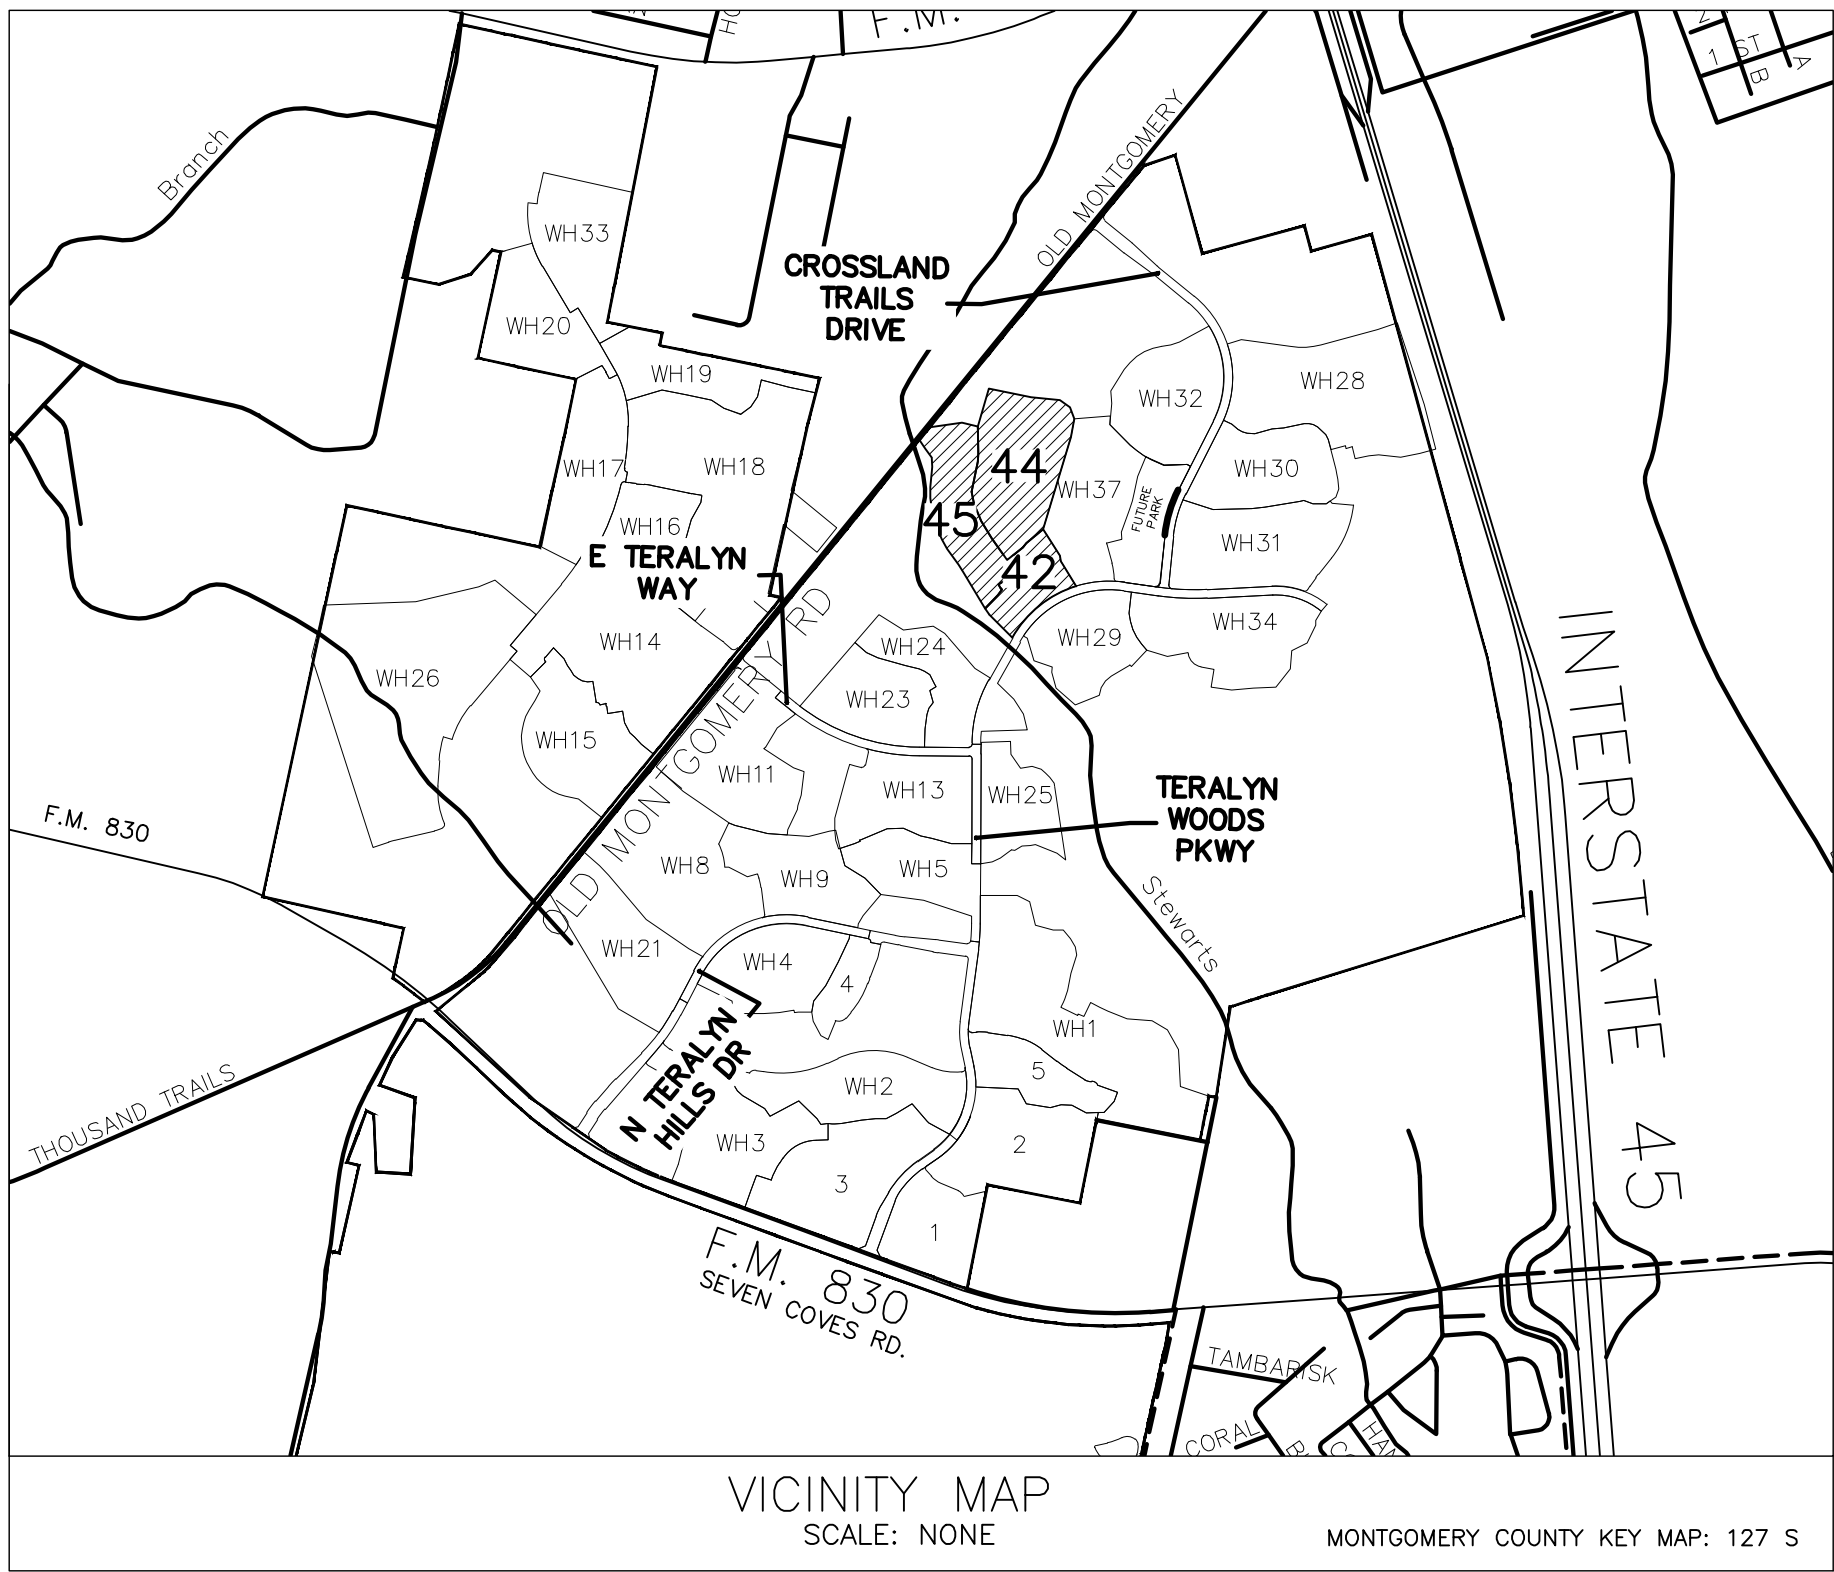 F.M.
1 ST
B
A
Branch
OLD MONTGOMERY
WH33
CROSSLAND
TRAILS
DRIVE
WH20
WH19
WH32
WH28
WH17
WH18
44
WH30
WH37
FUTURE
PARK
45
WH16
WH31
E TERALYN
WAY
42
WH14
WH24
WH29
WH34
WH26
WH23
WH15
OLD MONTGOMERY RD
WH11
WH13
WH25
TERALYN
WOODS
PKWY
INTERSTATE 45
F.M. 830
WH8
WH9
WH5
Stewarts
WH21
WH4
4
WH1
N TERALYN
HILLS DR
THOUSAND TRAILS
5
WH2
WH3
2
3
1
F.M. 830
SEVEN COVES RD.
TAMBARISK
CORAL
VICINITY MAP
SCALE: NONE
MONTGOMERY COUNTY KEY MAP: 127 S